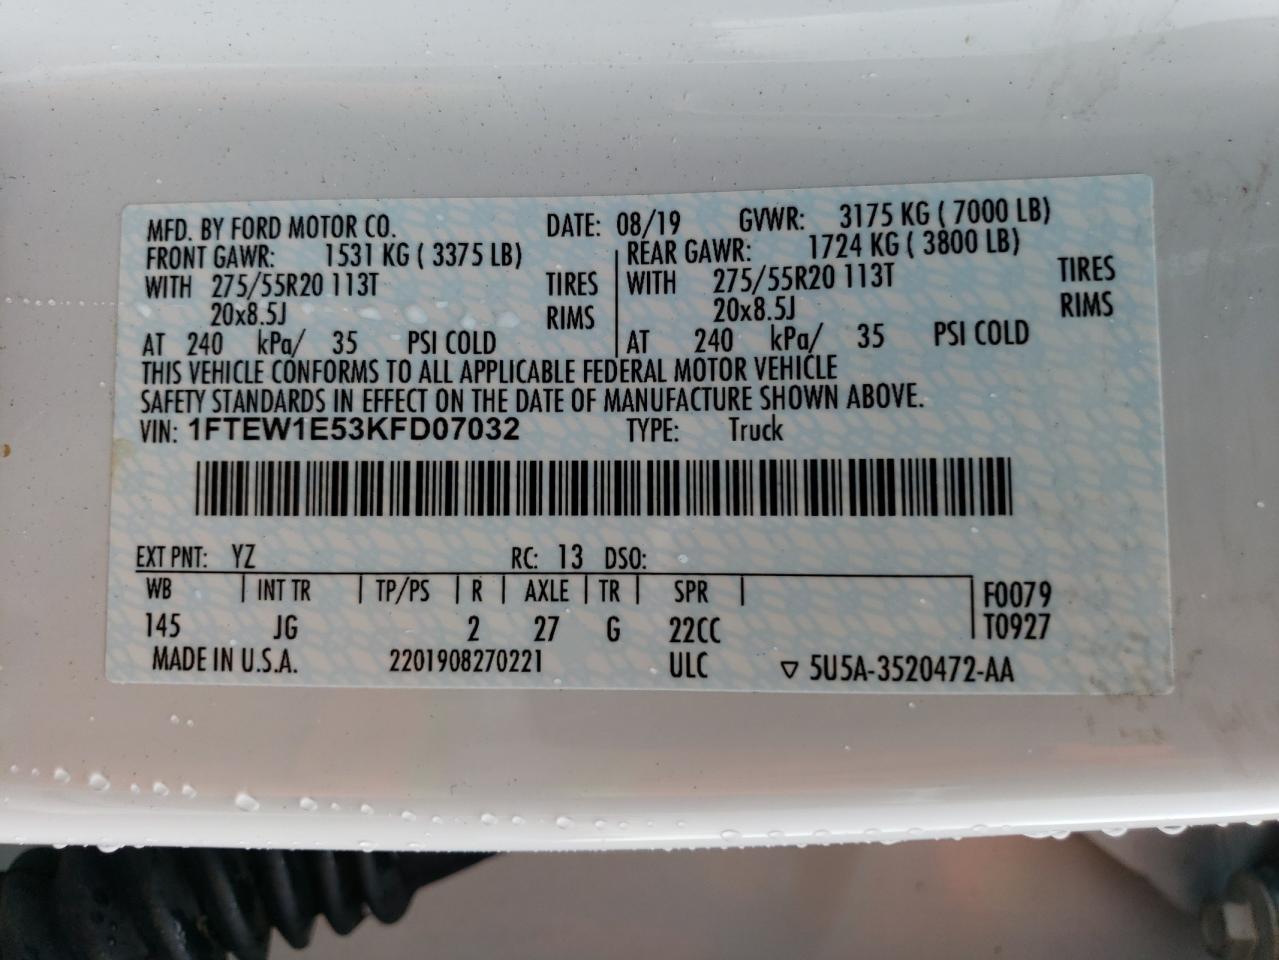 MFD. BY FORD MOTOR CO. DATE: 08/19 GVWR: 3175 KG ( 7000 LB)
FRONT GAWR: 1531 KG ( 3375 LB) REAR GAWR: 1724 KG ( 3800 LB)
WITH 275/55R20 113T TIRES WITH 275/55R20 113T TIRES
20x8.5J RIMS 20x8.5J RIMS
AT 240 kPa/ 35 PSI COLD AT 240 kPa/ 35 PSI COLD
THIS VEHICLE CONFORMS TO ALL APPLICABLE FEDERAL MOTOR VEHICLE
SAFETY STANDARDS IN EFFECT ON THE DATE OF MANUFACTURE SHOWN ABOVE.
VIN: 1FTEW1E53KFD07032 TYPE: Truck
EXT PNT: YZ RC: 13 DSO:
WB INT TR TP/PS R AXLE TR SPR F0079
145 JG 2 27 G 22CC T0927
MADE IN U.S.A. 2201908270221 ULC ▽ 5U5A-3520472-AA